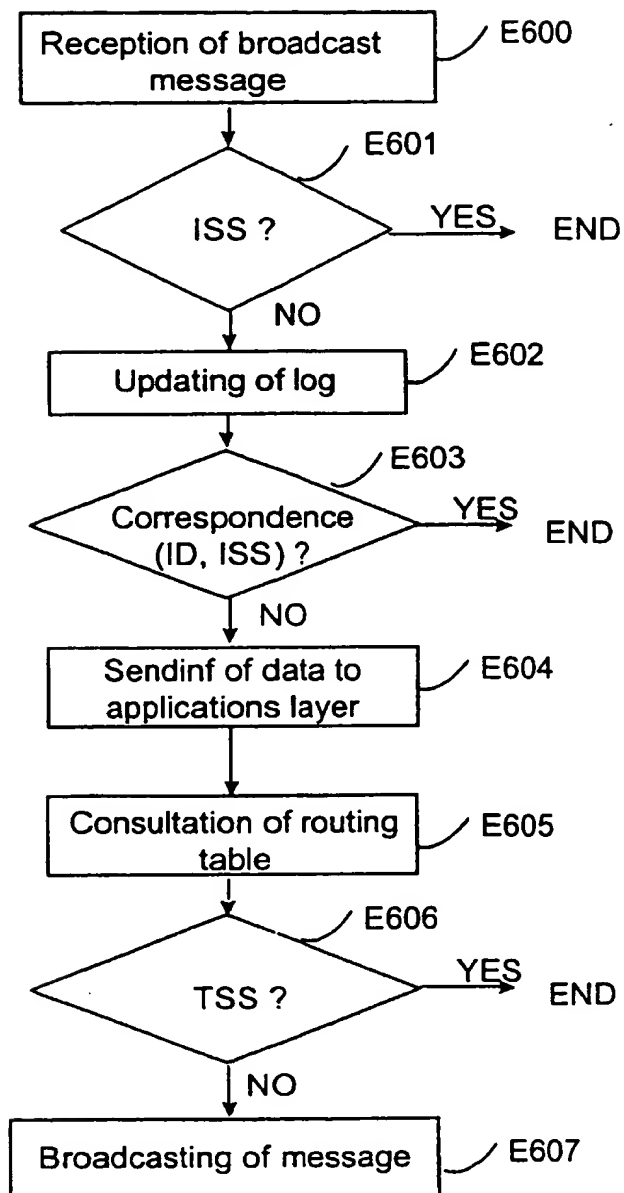 Reception of broadcast
message
E600
E601
ISS ?
YES
END
NO
Updating of log
E602
E603
Correspondence
(ID, ISS) ?
YES
END
NO
Sendinf of data to
applications layer
E604
Consultation of routing
table
E605
E606
TSS ?
YES
END
NO
Broadcasting of message
E607